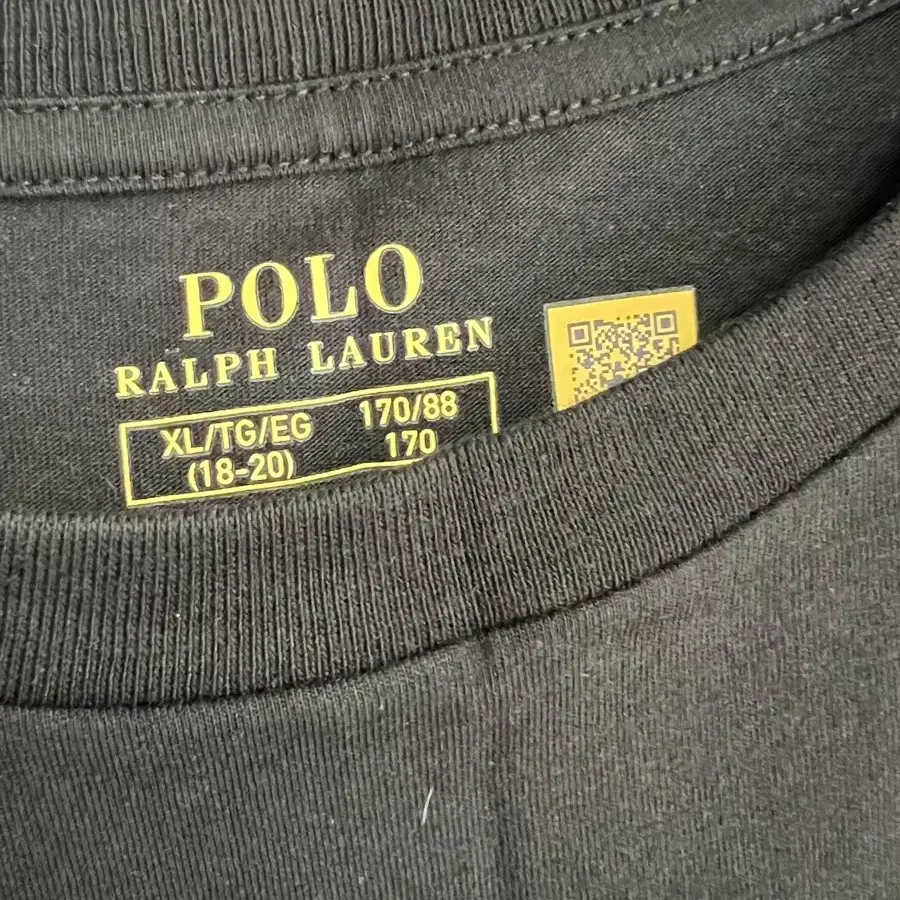 POLO
RALPH LAUREN
XL/TG/EG 170/88
(18-20) 170